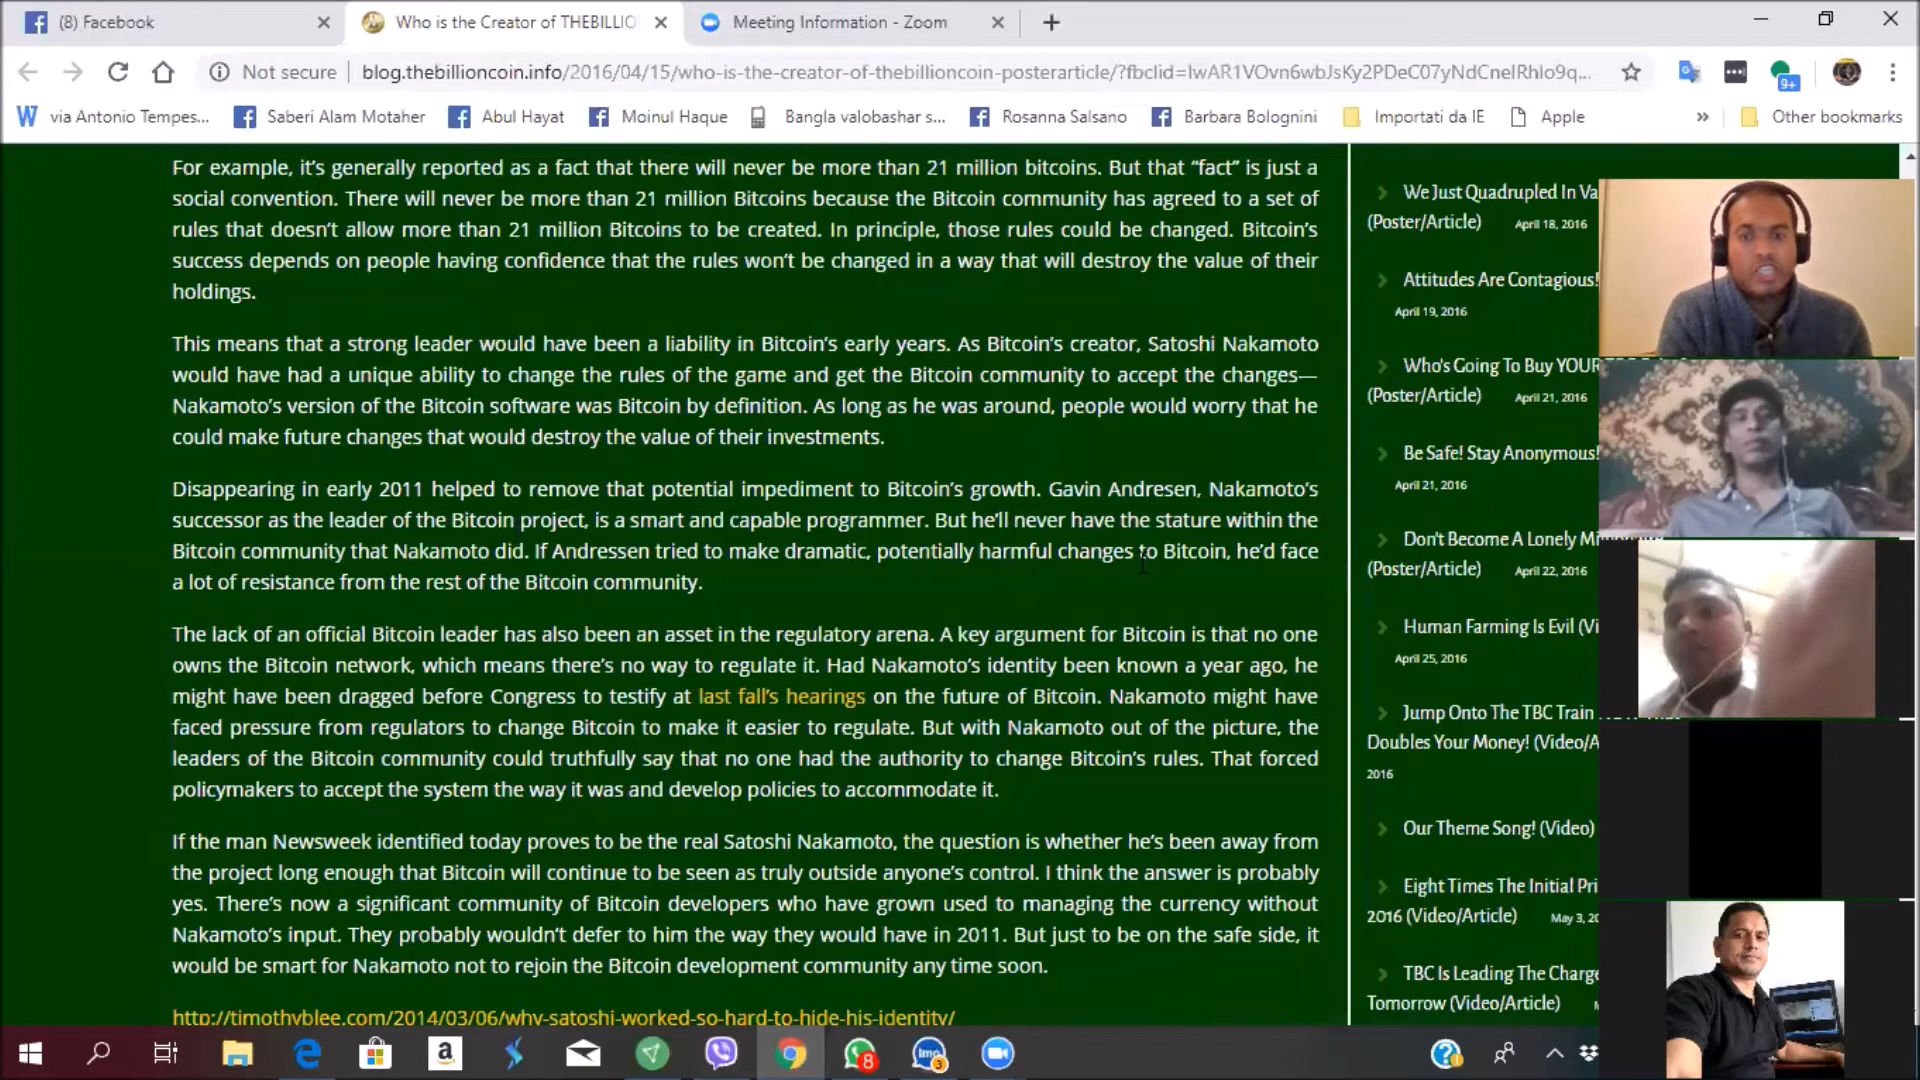 (8) Facebook
Who is the Creator of THEBILLIO
Meeting Information - Zoom
Not secure
blog.thebillioncoin.info/2016/04/15/who-is-the-creator-of-thebillioncoin-posterarticle/?fbclid=IwAR1VOvn6wbJsKy2PDeC07yNdCnelRhIo9q...
9+
via Antonio Tempes...
Saberi Alam Motaher
Abul Hayat
Moinul Haque
Bangla valobashar s...
Rosanna Salsano
Barbara Bolognini
Importati da IE
Apple
»
Other bookmarks
For example, it's generally reported as a fact that there will never be more than 21 million bitcoins. But that “fact” is just a
social convention. There will never be more than 21 million Bitcoins because the Bitcoin community has agreed to a set of
rules that doesn't allow more than 21 million Bitcoins to be created. In principle, those rules could be changed. Bitcoin's
success depends on people having confidence that the rules won't be changed in a way that will destroy the value of their
holdings.
This means that a strong leader would have been a liability in Bitcoin's early years. As Bitcoin's creator, Satoshi Nakamoto
would have had a unique ability to change the rules of the game and get the Bitcoin community to accept the changes—
Nakamoto's version of the Bitcoin software was Bitcoin by definition. As long as he was around, people would worry that he
could make future changes that would destroy the value of their investments.
Disappearing in early 2011 helped to remove that potential impediment to Bitcoin's growth. Gavin Andresen, Nakamoto's
successor as the leader of the Bitcoin project, is a smart and capable programmer. But he'll never have the stature within the
Bitcoin community that Nakamoto did. If Andressen tried to make dramatic, potentially harmful changes to Bitcoin, he'd face
a lot of resistance from the rest of the Bitcoin community.
The lack of an official Bitcoin leader has also been an asset in the regulatory arena. A key argument for Bitcoin is that no one
owns the Bitcoin network, which means there's no way to regulate it. Had Nakamoto's identity been known a year ago, he
might have been dragged before Congress to testify at last fall's hearings on the future of Bitcoin. Nakamoto might have
faced pressure from regulators to change Bitcoin to make it easier to regulate. But with Nakamoto out of the picture, the
leaders of the Bitcoin community could truthfully say that no one had the authority to change Bitcoin's rules. That forced
policymakers to accept the system the way it was and develop policies to accommodate it.
If the man Newsweek identified today proves to be the real Satoshi Nakamoto, the question is whether he's been away from
the project long enough that Bitcoin will continue to be seen as truly outside anyone's control. I think the answer is probably
yes. There's now a significant community of Bitcoin developers who have grown used to managing the currency without
Nakamoto's input. They probably wouldn't defer to him the way they would have in 2011. But just to be on the safe side, it
would be smart for Nakamoto not to rejoin the Bitcoin development community any time soon.
http://timothyblee.com/2014/03/06/why-satoshi-worked-so-hard-to-hide-his-identity/
We Just Quadrupled In Va
(Poster/Article) April 18, 2016
Attitudes Are Contagious!
April 19, 2016
Who's Going To Buy YOUR
(Poster/Article) April 21, 2016
Be Safe! Stay Anonymous!
April 21, 2016
Don't Become A Lonely Mi
(Poster/Article) April 22, 2016
Human Farming Is Evil (Vi
April 25, 2016
Jump Onto The TBC Train
Doubles Your Money! (Video/A
2016
Our Theme Song! (Video)
Eight Times The Initial Pri
2016 (Video/Article) May 3, 20
TBC Is Leading The Charge
Tomorrow (Video/Article)
8
imo
3